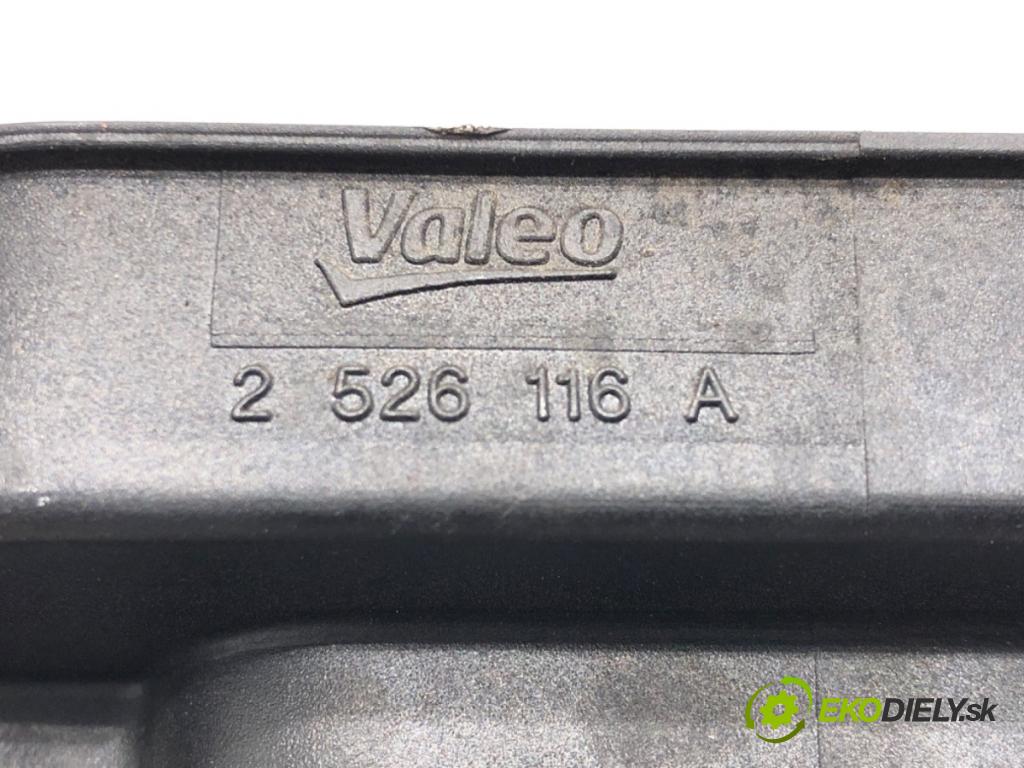 Valeo
2 526 116 A
EKODIELY.sk